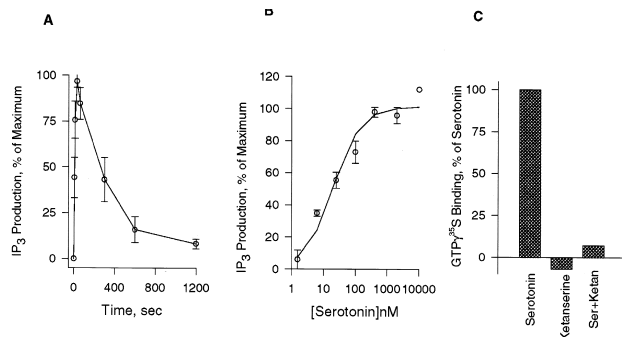 A
IP3 Production, % of Maximum
100
75
50
25
0
0
400
800
1200
Time, sec
B
IP3 Production, % of Maximum
120
100
80
60
40
20
0
1
10
100
1000
10000
[Serotonin]nM
C
GTPγ35S Binding, % of Serotonin
100
75
50
25
0
Serotonin
Ketanserine
Ser+Ketan